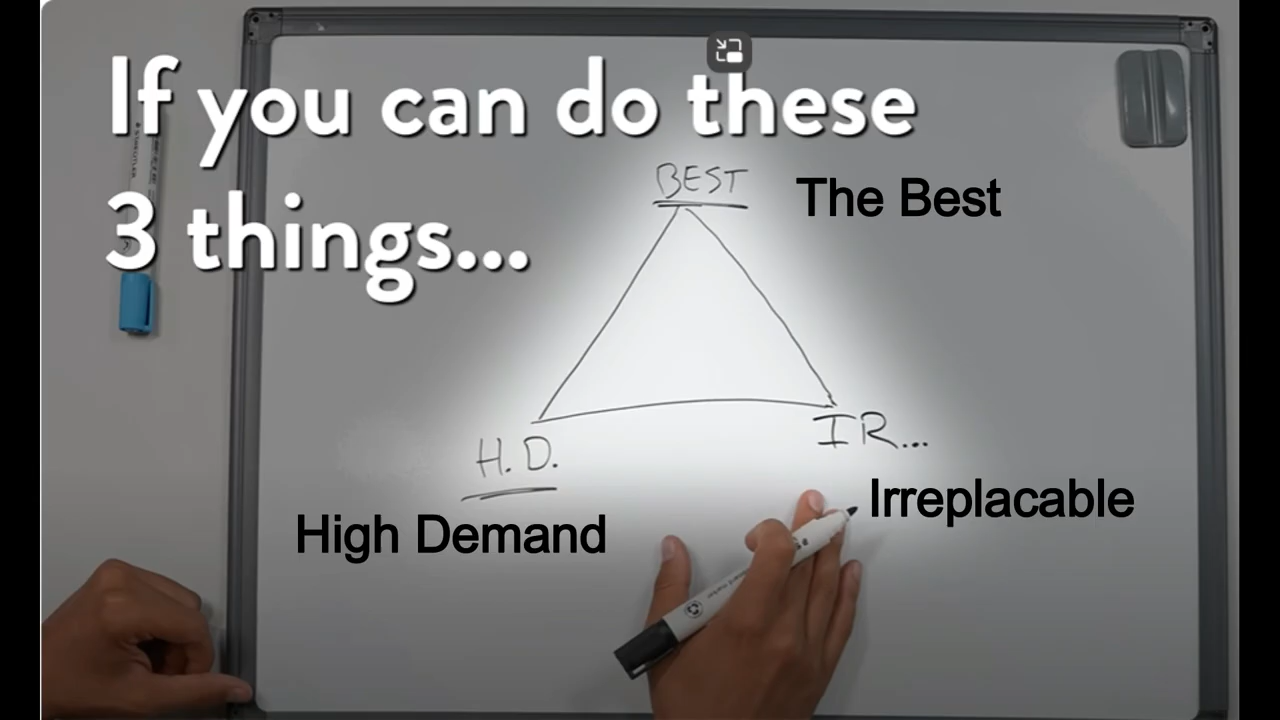 If you can do these
3 things...
BEST
The Best
H.D.
IR...
High Demand
Irreplacable